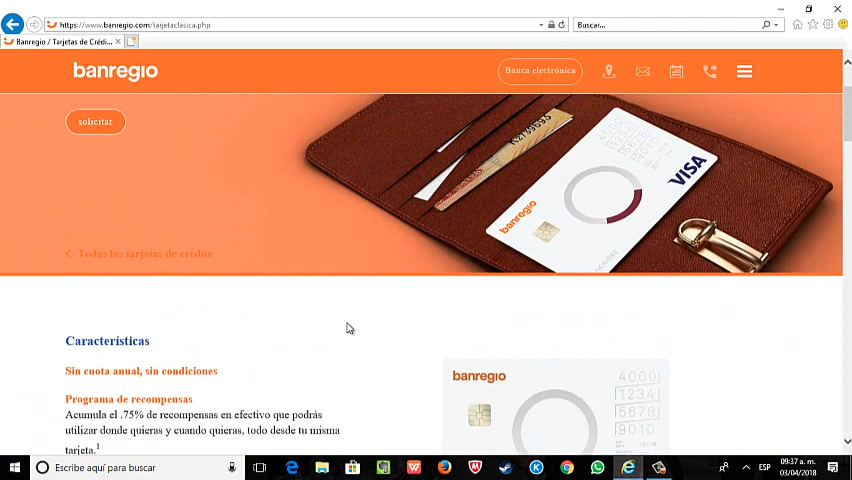 https://www.banregio.com/tarjetaclasica.php
Buscar...
Banregio / Tarjetas de Crédi...
banregio
Banca electrónica
solicitar
banregio
VISA
Todas las tarjetas de crédito
Características
Sin cuota anual, sin condiciones
Programa de recompensas
Acumula el .75% de recompensas en efectivo que podrás
utilizar donde quieras y cuando quieras, todo desde tu misma
tarjeta.1
banregio
4000
1234
5678
9010
Escribe aquí para buscar
ESP
09:37 a. m.
03/04/2018